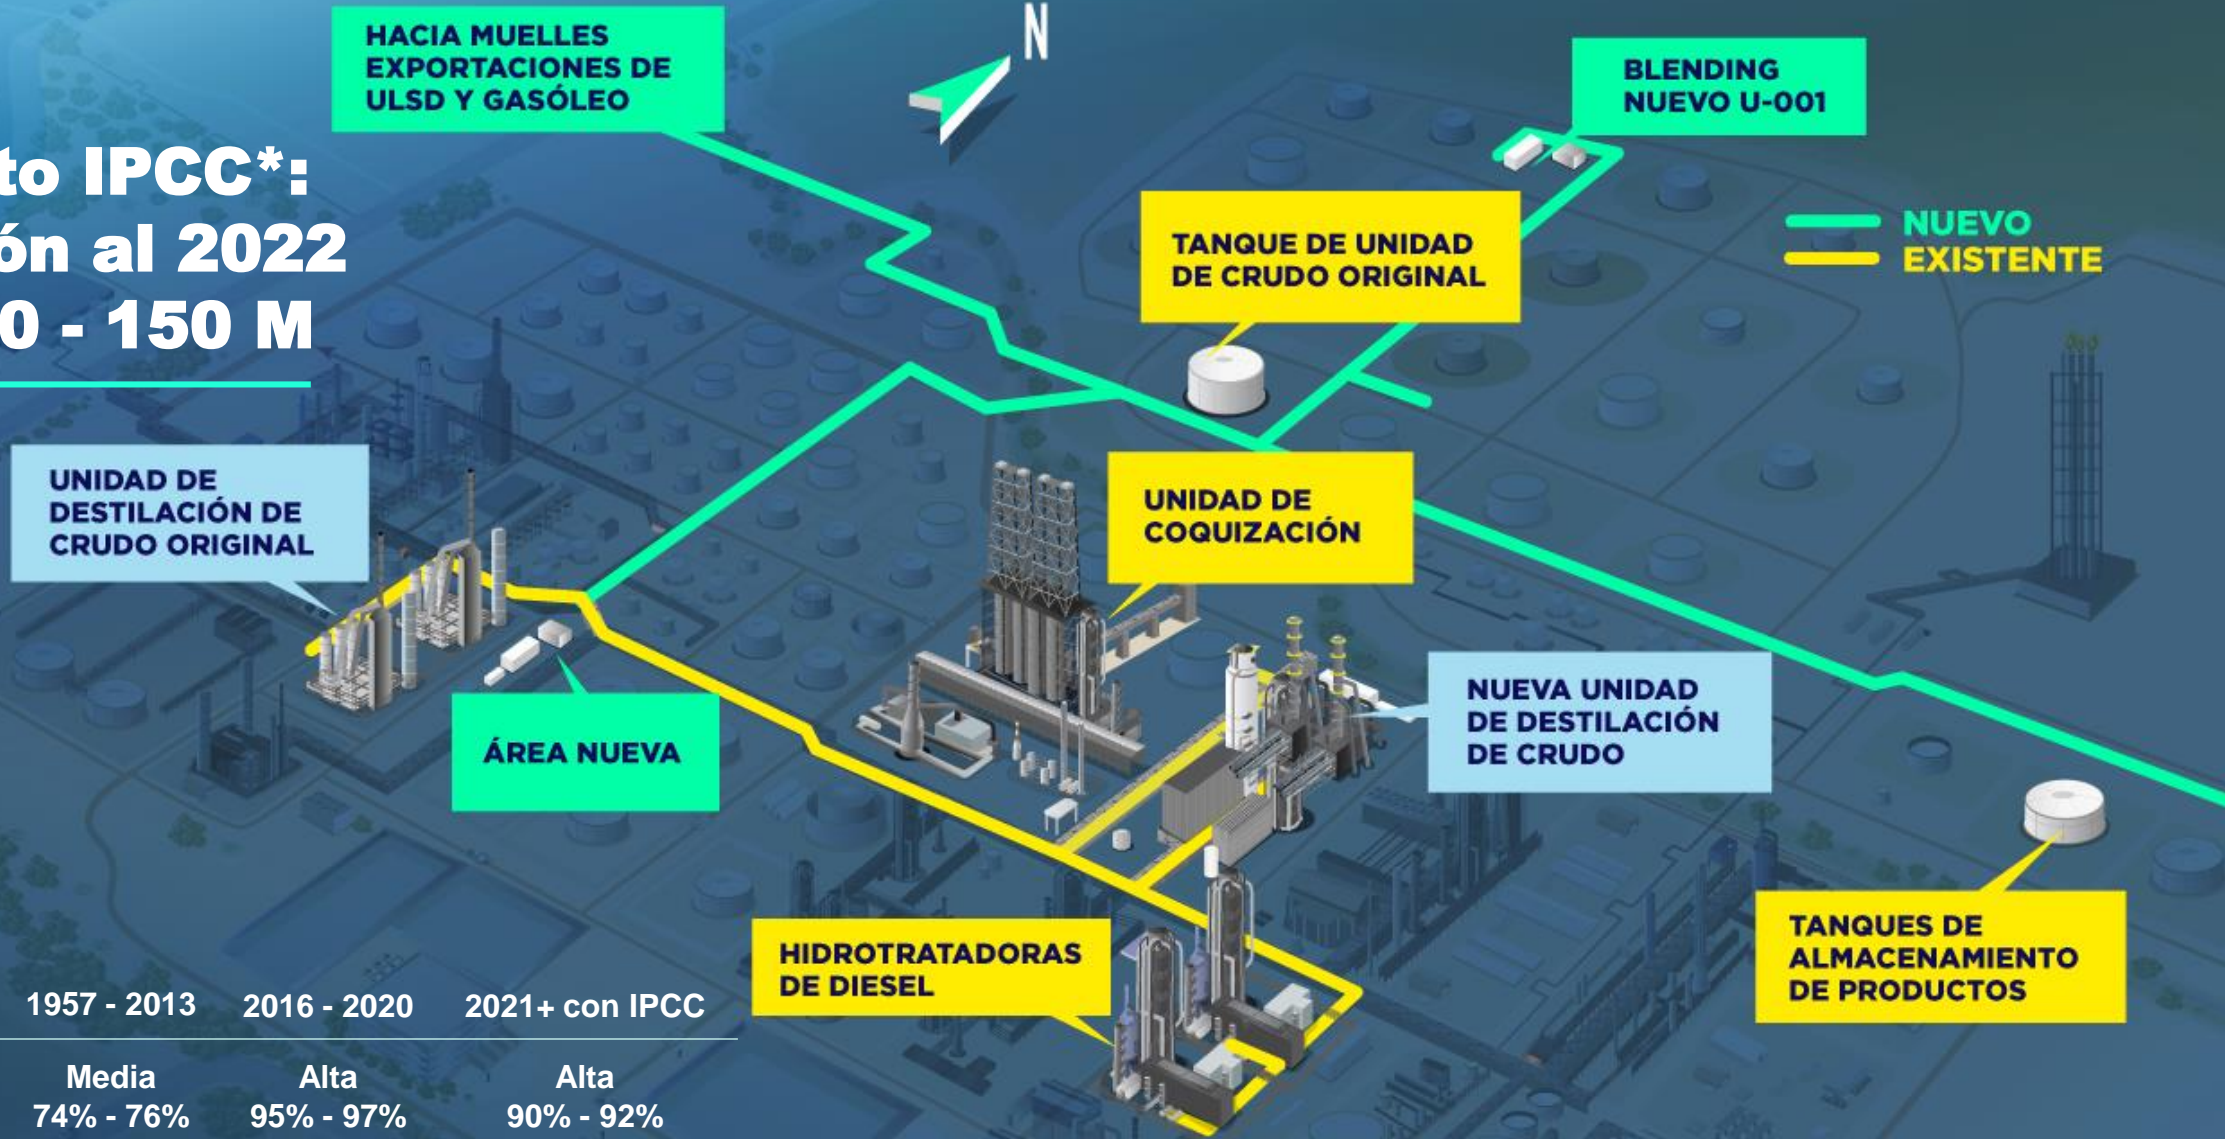 HACIA MUELLES
EXPORTACIONES DE
ULSD Y GASÓLEO
N
BLENDING
NUEVO U-001
to IPCC*:
ón al 2022
0 - 150 M
TANQUE DE UNIDAD
DE CRUDO ORIGINAL
NUEVO
EXISTENTE
UNIDAD DE
DESTILACIÓN DE
CRUDO ORIGINAL
UNIDAD DE
COQUIZACIÓN
ÁREA NUEVA
NUEVA UNIDAD
DE DESTILACIÓN
DE CRUDO
HIDROTRATADORAS
DE DIESEL
TANQUES DE
ALMACENAMIENTO
DE PRODUCTOS
1957 - 2013 2016 - 2020 2021+ con IPCC
Media Alta Alta
74% - 76% 95% - 97% 90% - 92%